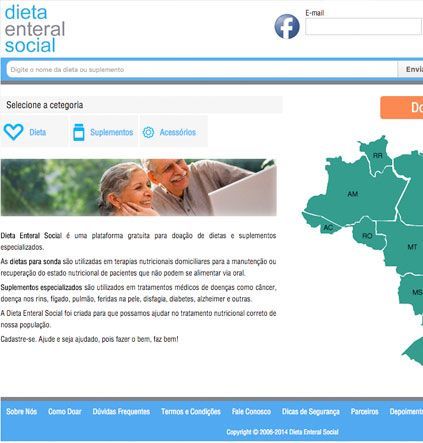 dieta
enteral
social
E-mail
Digite o nome da dieta ou suplemento
Selecione a categoria
Dieta
Suplementos
Acessórios
Dieta Enteral Social é uma plataforma gratuita para doação de dietas e suplementos
especializados.
As dietas para sonda são utilizadas em terapias nutricionais domiciliares para a manutenção ou
recuperação do estado nutricional de pacientes que não podem se alimentar via oral.
Suplementos especializados são utilizados em tratamentos médicos de doenças como câncer,
doença nos rins, fígado, pulmão, feridas na pele, disfagia, diabetes, alzheimer e outras.
A Dieta Enteral Social foi criada para que possamos ajudar no tratamento nutricional correto de
nossa população.
Cadastre-se. Ajude e seja ajudado, pois fazer o bem, faz bem!
RR
AM
AC
RO
MT
MS
Sobre Nós Como Doar Dúvidas Frequentes Termos e Condições Fale Conosco Dicas de Segurança Parceiros
Copyright © 2006-2014 Dieta Enteral Social